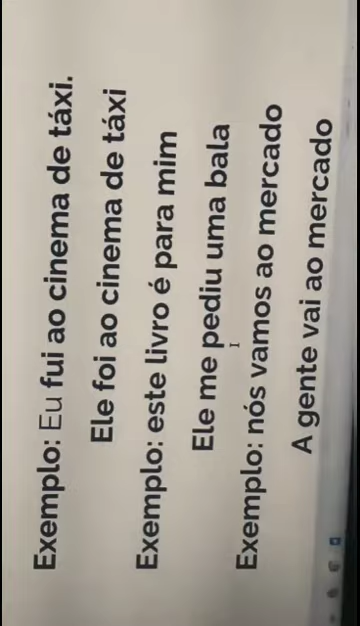 Exemplo: Eu fui ao cinema de táxi.
Ele foi ao cinema de táxi
Exemplo: este livro é para mim
Ele me pediu uma bala
Exemplo: nós vamos ao mercado
A gente vai ao mercado